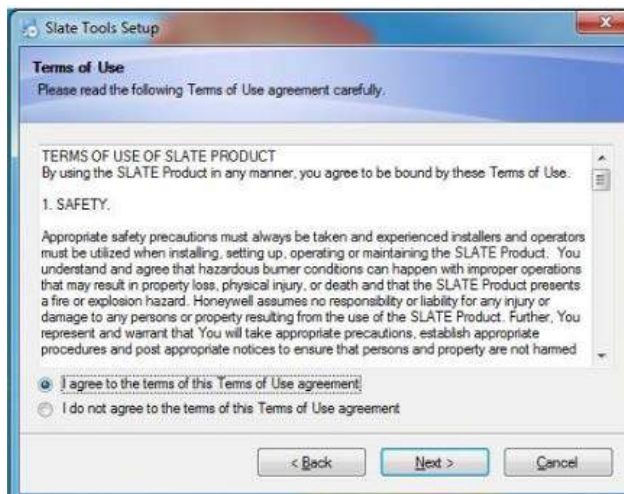 Slate Tools Setup
Terms of Use
Please read the following Terms of Use agreement carefully.
TERMS OF USE OF SLATE PRODUCT
By using the SLATE Product in any manner, you agree to be bound by these Terms of Use.
1. SAFETY.
Appropriate safety precautions must always be taken and experienced installers and operators
must be utilized when installing, setting up, operating or maintaining the SLATE Product. You
understand and agree that hazardous burner conditions can happen with improper operations
that may result in property loss, physical injury, or death and that the SLATE Product presents
a fire or explosion hazard. Honeywell assumes no responsibility or liability for any injury or
damage to any persons or property resulting from the use of the SLATE Product. Further, You
represent and warrant that You will take appropriate precautions, establish appropriate
procedures and post appropriate notices to ensure that persons and property are not harmed
I agree to the terms of this Terms of Use agreement
I do not agree to the terms of this Terms of Use agreement
< Back Next > Cancel